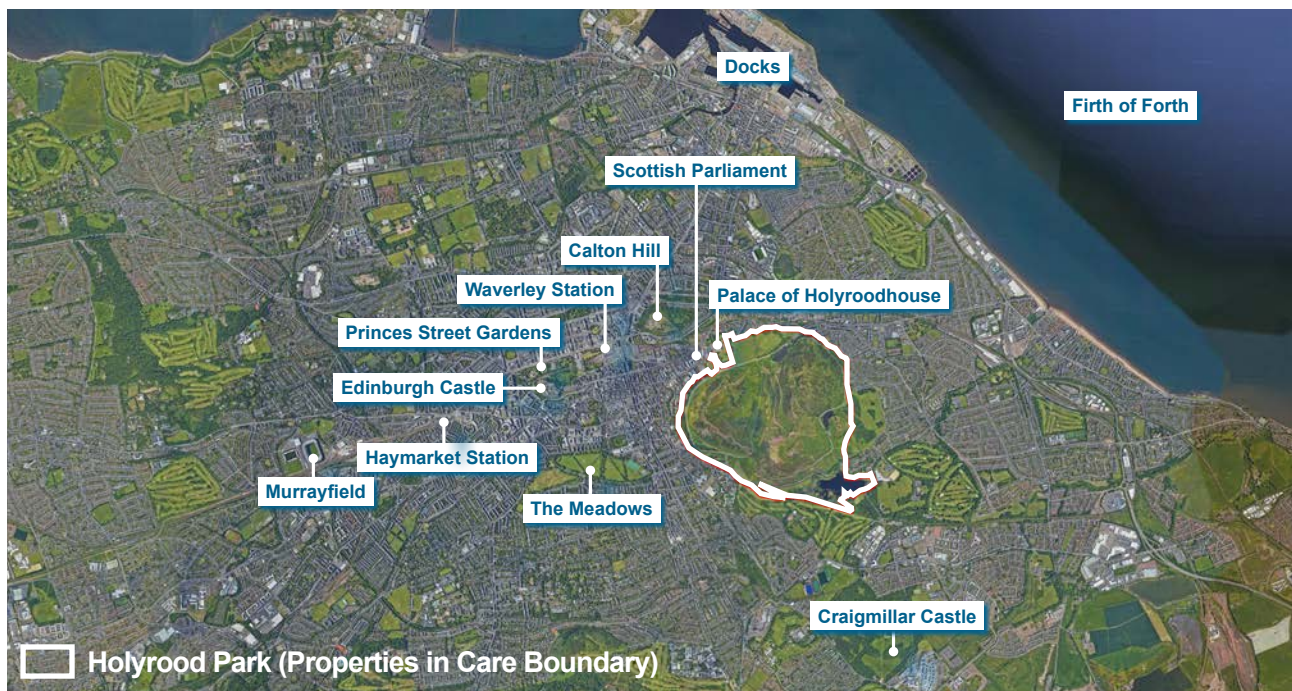 Docks
Firth of Forth
Scottish Parliament
Calton Hill
Waverley Station
Palace of Holyroodhouse
Princes Street Gardens
Edinburgh Castle
Haymarket Station
Murrayfield
The Meadows
Craigmillar Castle
Holyrood Park (Properties in Care Boundary)